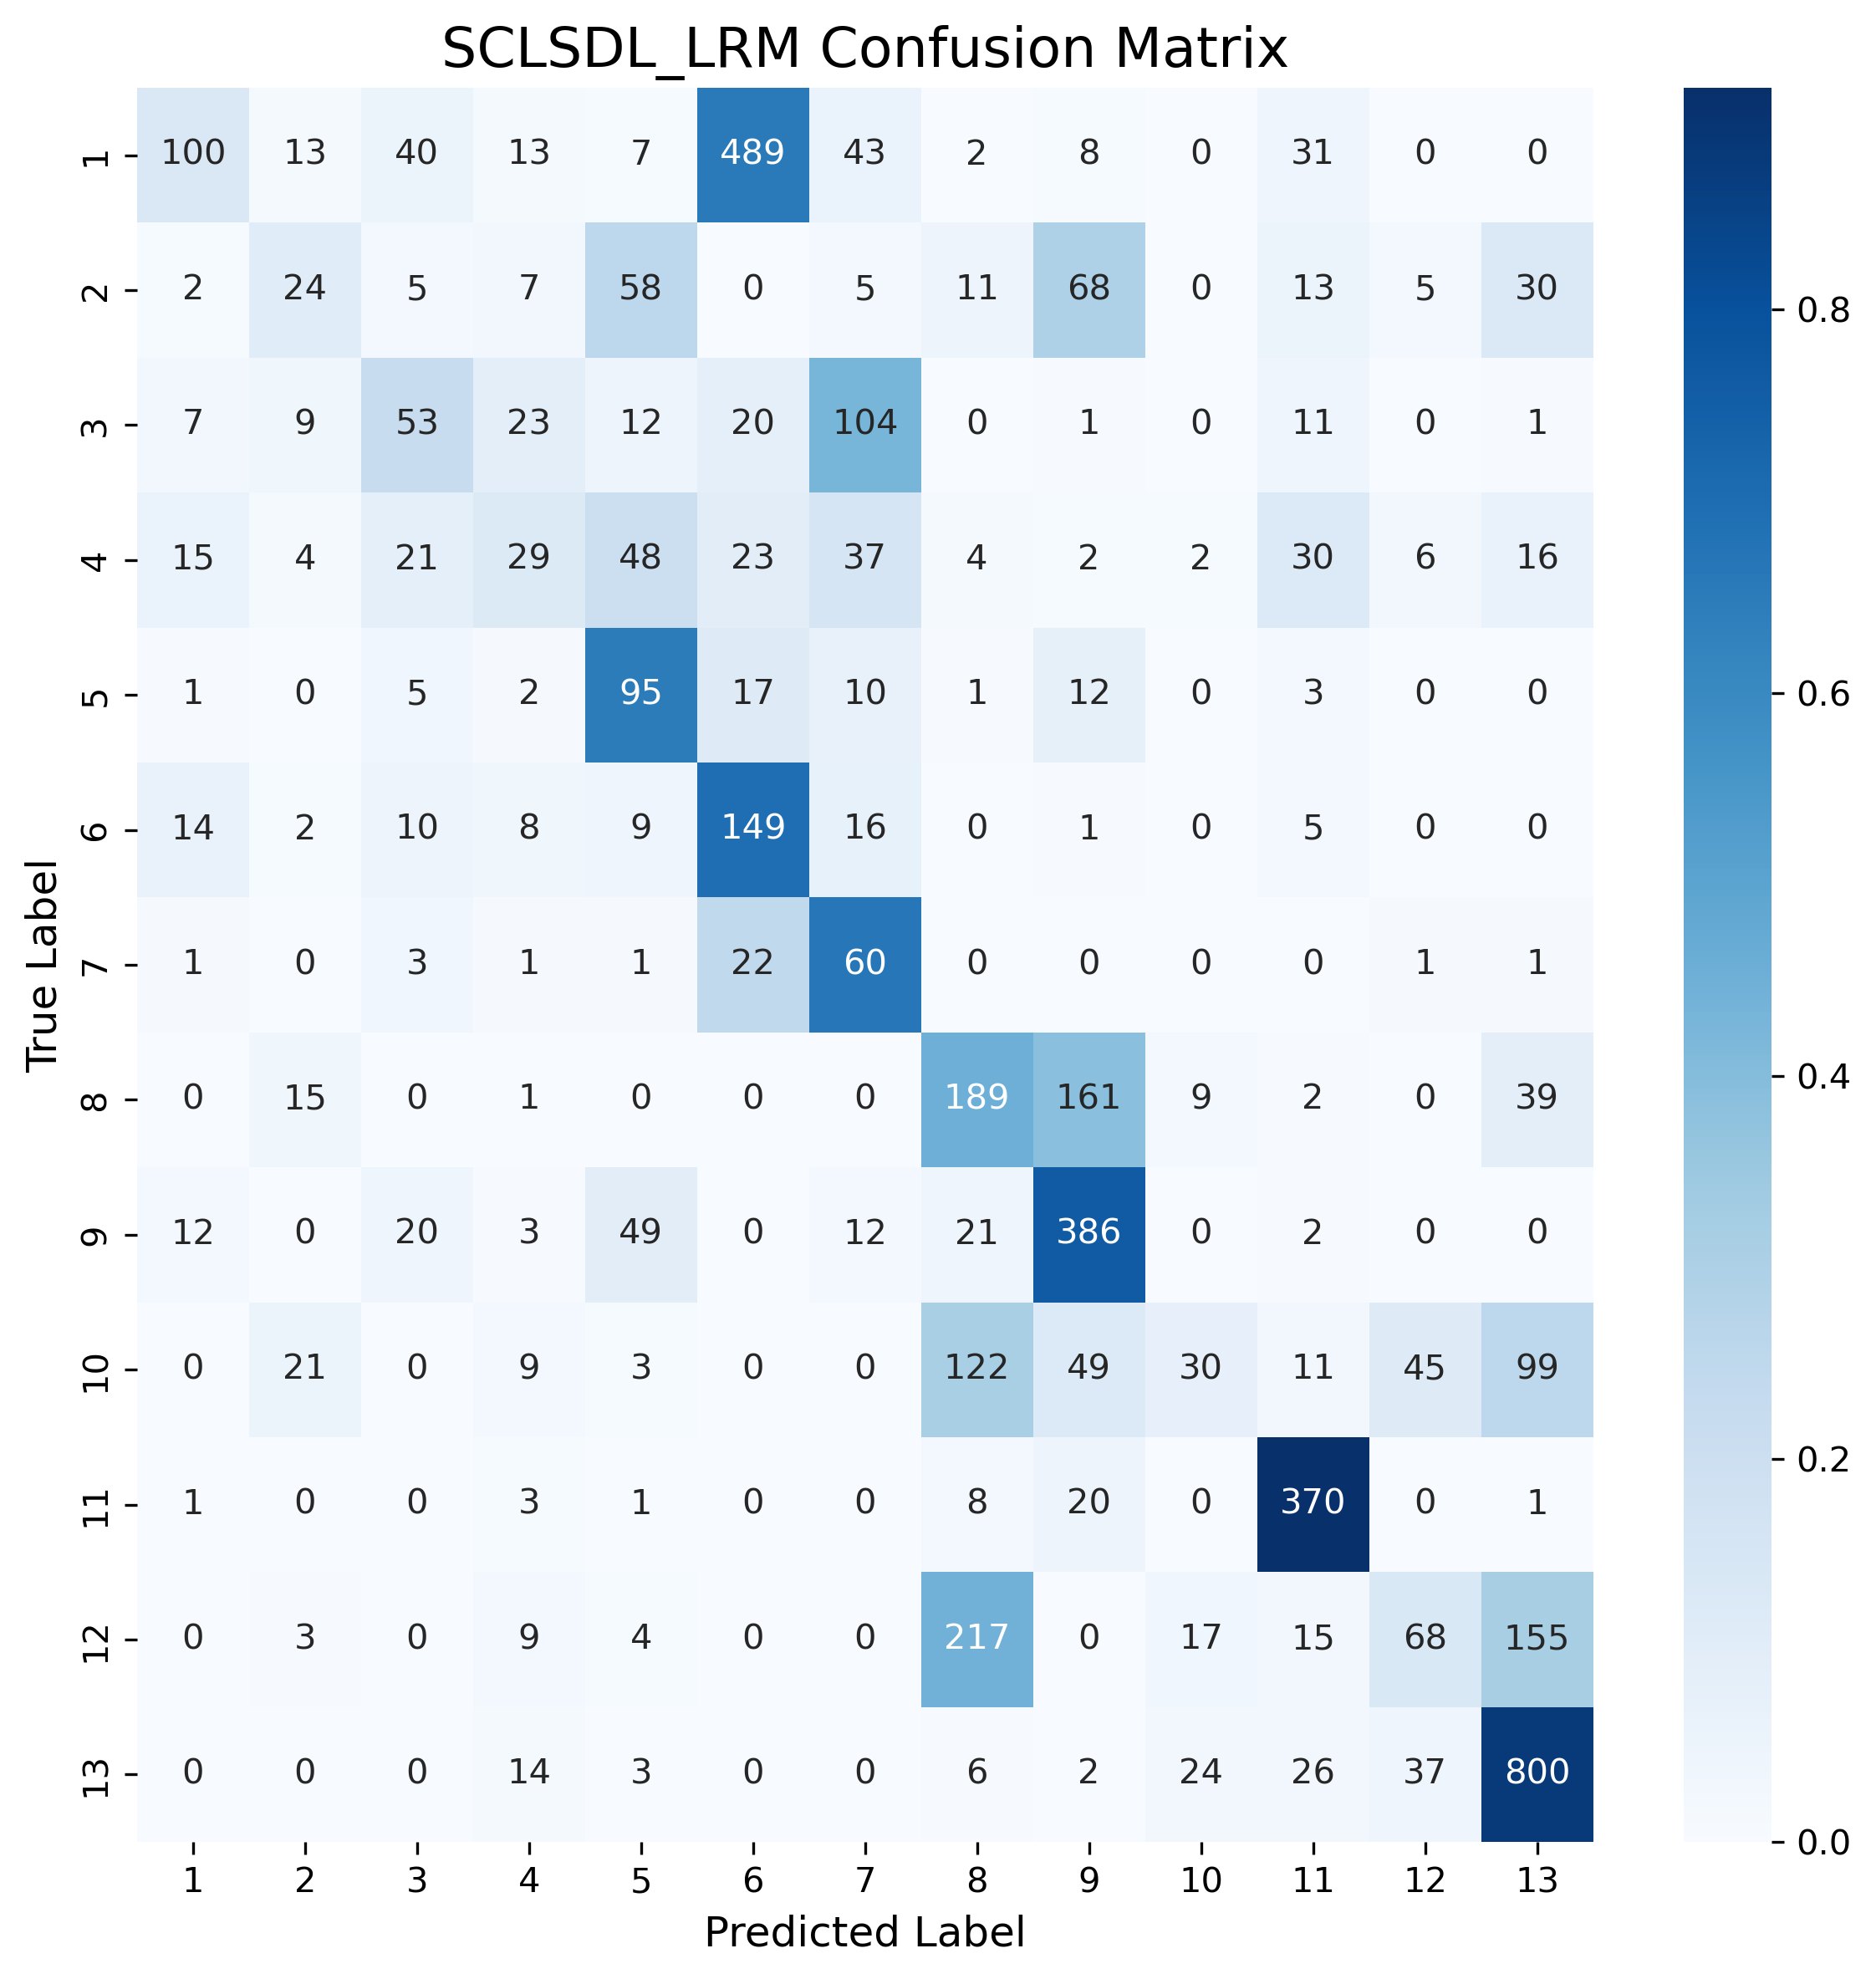 SCLSDL_LRM Confusion Matrix
1 100 13 40 13 7 489 43 2 8 0 31 0 0
2 2 24 5 7 58 0 5 11 68 0 13 5 30
0.8
3 7 9 53 23 12 20 104 0 1 0 11 0 1
4 15 4 21 29 48 23 37 4 2 2 30 6 16
5 1 0 5 2 95 17 10 1 12 0 3 0 0
0.6
6 14 2 10 8 9 149 16 0 1 0 5 0 0
True Label
7 1 0 3 1 1 22 60 0 0 0 0 1 1
0.4
8 0 15 0 1 0 0 0 189 161 9 2 0 39
9 12 0 20 3 49 0 12 21 386 0 2 0 0
10 0 21 0 9 3 0 0 122 49 30 11 45 99
0.2
11 1 0 0 3 1 0 0 8 20 0 370 0 1
12 0 3 0 9 4 0 0 217 0 17 15 68 155
13 0 0 0 14 3 0 0 6 2 24 26 37 800
0.0
1 2 3 4 5 6 7 8 9 10 11 12 13
Predicted Label